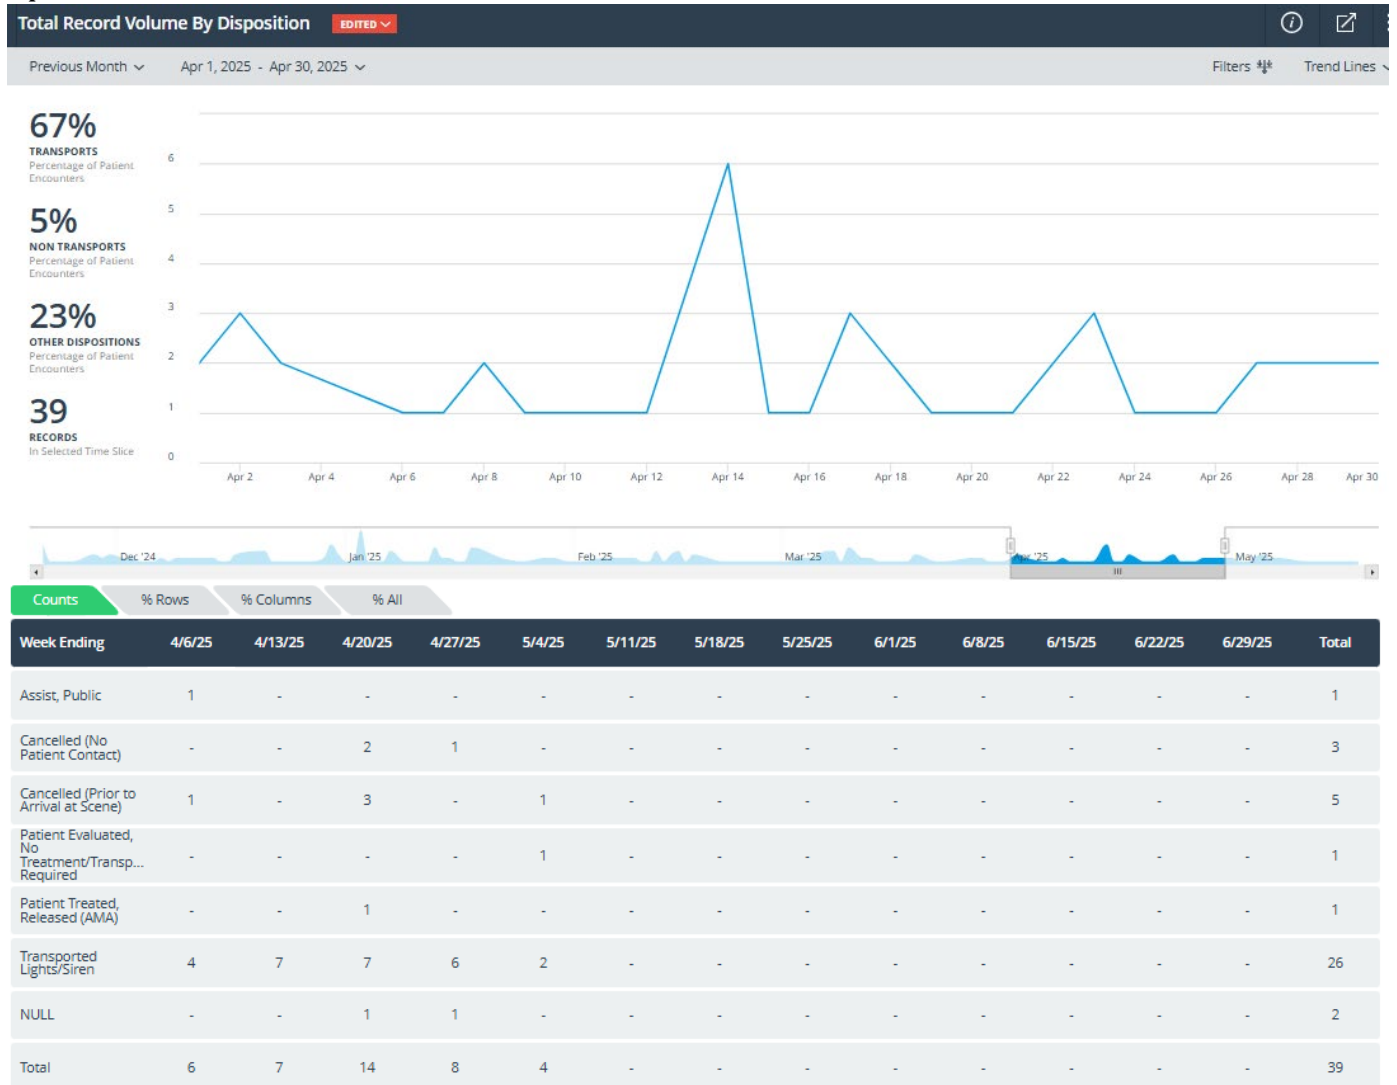 Total Record Volume By Disposition EDITED
Previous Month Apr 1, 2025 - Apr 30, 2025 Filters Trend Lines
67%
TRANSPORTS
Percentage of Patient
Encounters
5%
NON TRANSPORTS
Percentage of Patient
Encounters
23%
OTHER DISPOSITIONS
Percentage of Patient
Encounters
39
RECORDS
In Selected Time Slice
6
5
4
3
2
1
0
Apr 2 Apr 4 Apr 6 Apr 8 Apr 10 Apr 12 Apr 14 Apr 16 Apr 18 Apr 20 Apr 22 Apr 24 Apr 26 Apr 28 Apr 30
Dec '24 Jan '25 Feb '25 Mar '25 Apr '25 May '25
Counts % Rows % Columns % All
Week Ending 4/6/25 4/13/25 4/20/25 4/27/25 5/4/25 5/11/25 5/18/25 5/25/25 6/1/25 6/8/25 6/15/25 6/22/25 6/29/25 Total
Assist, Public 1 - - - - - - - - - - - - 1
Cancelled (No
Patient Contact) - - 2 1 - - - - - - - - - 3
Cancelled (Prior to
Arrival at Scene) 1 - 3 - 1 - - - - - - - - 5
Patient Evaluated,
No
Treatment/Transp...
Required - - - - 1 - - - - - - - - 1
Patient Treated,
Released (AMA) - - 1 - - - - - - - - - - 1
Transported
Lights/Siren 4 7 7 6 2 - - - - - - - - 26
NULL - - 1 1 - - - - - - - - - 2
Total 6 7 14 8 4 - - - - - - - - 39